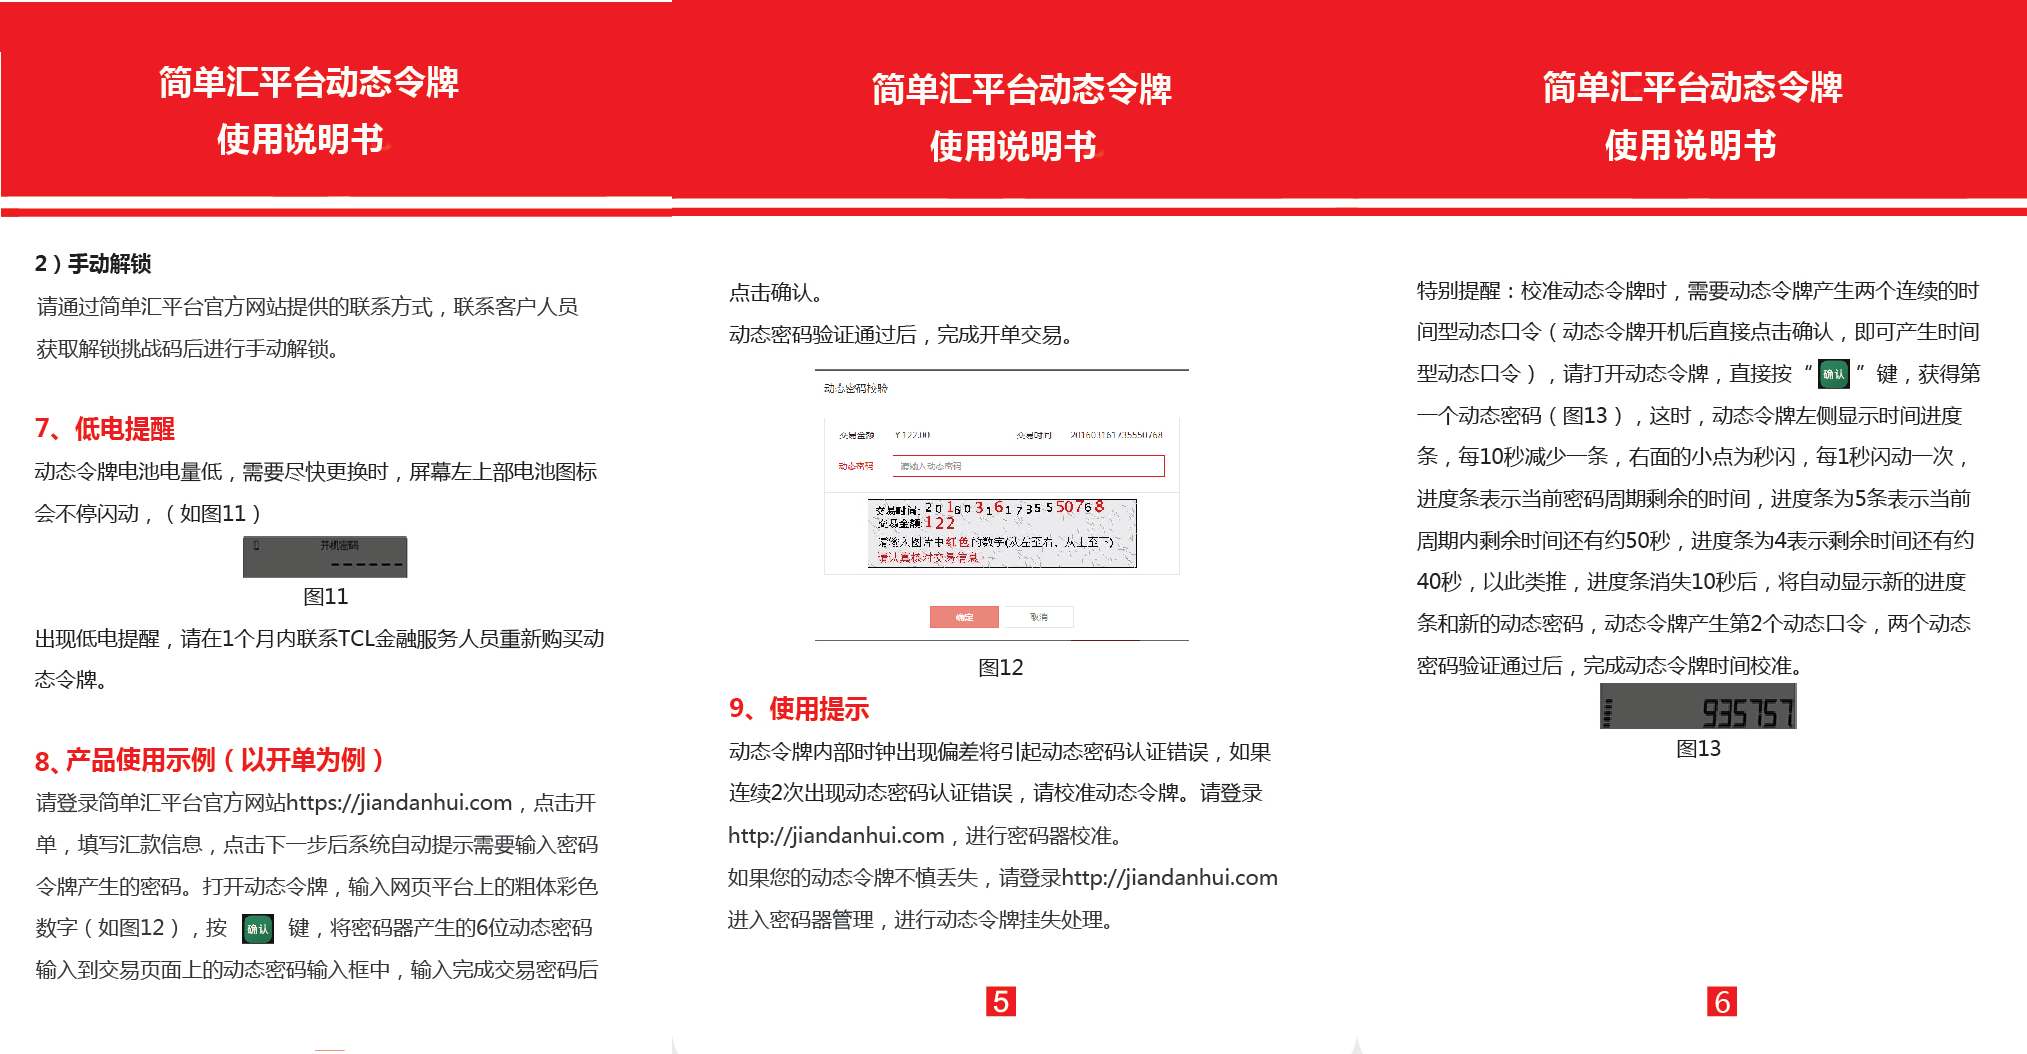 简单汇平台动态令牌
使用说明书
2）手动解锁
请通过简单汇平台官方网站提供的联系方式，联系客户人员
获取解锁挑战码后进行手动解锁。
7、低电提醒
动态令牌电池电量低，需要尽快更换时，屏幕左上部电池图标
会不停闪动，（如图11）
开机密码
------
图11
出现低电提醒，请在1个月内联系TCL金融服务人员重新购买动
态令牌。
8、产品使用示例（以开单为例）
请登录简单汇平台官方网站https://jiandanhui.com，点击开
单，填写汇款信息，点击下一步后系统自动提示需要输入密码
令牌产生的密码。打开动态令牌，输入网页平台上的粗体彩色
数字（如图12），按 确认 键，将密码器产生的6位动态密码
输入到交易页面上的动态密码输入框中，输入完成交易密码后
简单汇平台动态令牌
使用说明书
点击确认。
动态密码验证通过后，完成开单交易。
动态密码校验
交易金额 ￥122.00 交易时间 201603161735550768
动态密码 请输入动态密码
交易时间: 201603161735550768
交易金额:122
请输入图片中红色的数字(从左至右、从上至下)
请认真核对交易信息!
确定 取消
图12
9、使用提示
动态令牌内部时钟出现偏差将引起动态密码认证错误，如果
连续2次出现动态密码认证错误，请校准动态令牌。请登录
http://jiandanhui.com，进行密码器校准。
如果您的动态令牌不慎丢失，请登录http://jiandanhui.com
进入密码器管理，进行动态令牌挂失处理。
5
简单汇平台动态令牌
使用说明书
特别提醒：校准动态令牌时，需要动态令牌产生两个连续的时
间型动态口令（动态令牌开机后直接点击确认，即可产生时间
型动态口令），请打开动态令牌，直接按“确认”键，获得第
一个动态密码（图13），这时，动态令牌左侧显示时间进度
条，每10秒减少一条，右面的小点为秒闪，每1秒闪动一次，
进度条表示当前密码周期剩余的时间，进度条为5条表示当前
周期内剩余时间还有约50秒，进度条为4表示剩余时间还有约
40秒，以此类推，进度条消失10秒后，将自动显示新的进度
条和新的动态密码，动态令牌产生第2个动态口令，两个动态
密码验证通过后，完成动态令牌时间校准。
935757
图13
6